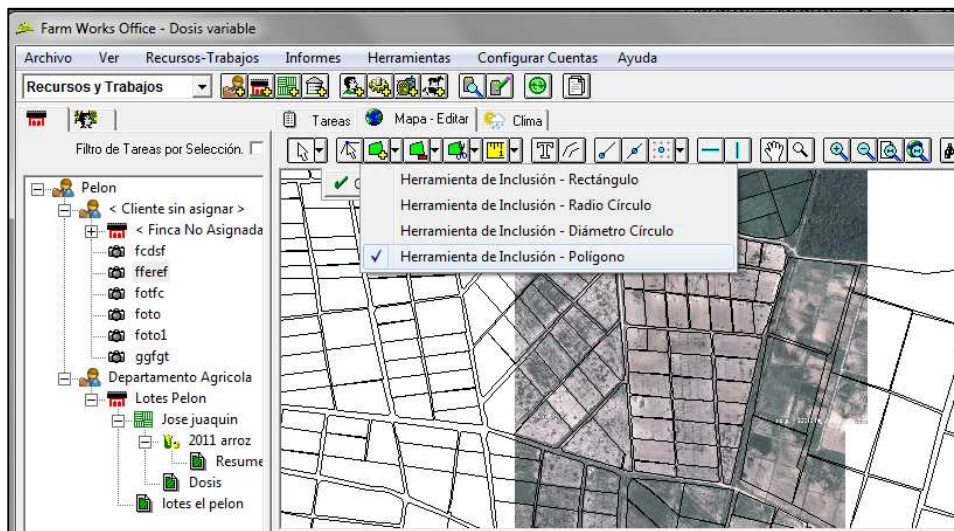 Farm Works Office - Dosis variable
Archivo Ver Recursos-Trabajos Informes Herramientas Configurar Cuentas Ayuda
Recursos y Trabajos
Tareas Mapa - Editar Clima
Filtro de Tareas por Selección.
Herramienta de Inclusión - Rectángulo
Herramienta de Inclusión - Radio Círculo
Herramienta de Inclusión - Diámetro Círculo
Herramienta de Inclusión - Polígono
Pelon
< Cliente sin asignar >
< Finca No Asignada
fcdsf
fferef
fotfc
foto
foto1
ggfgt
Departamento Agricola
Lotes Pelon
Jose juaquin
2011 arroz
Resume
Dosis
lotes el pelon